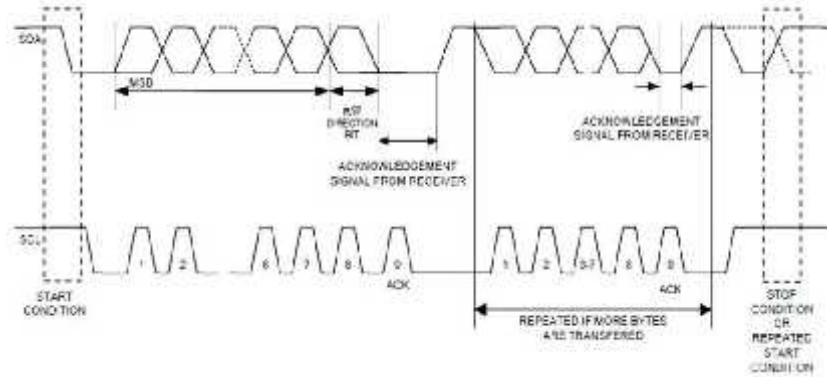 SDA
MSB
R/W
DIRECTION
BIT
ACKNOWLEDGEMENT
SIGNAL FROM RECEIVER
ACKNOWLEDGEMENT
SIGNAL FROM RECEIVER
SCL
1 2 6 7 8 9 1 2 3-7 8 9
ACK ACK
START
CONDITION
REPEATED IF MORE BYTES
ARE TRANSFERED
STOP
CONDITION
OR
REPEATED
START
CONDITION